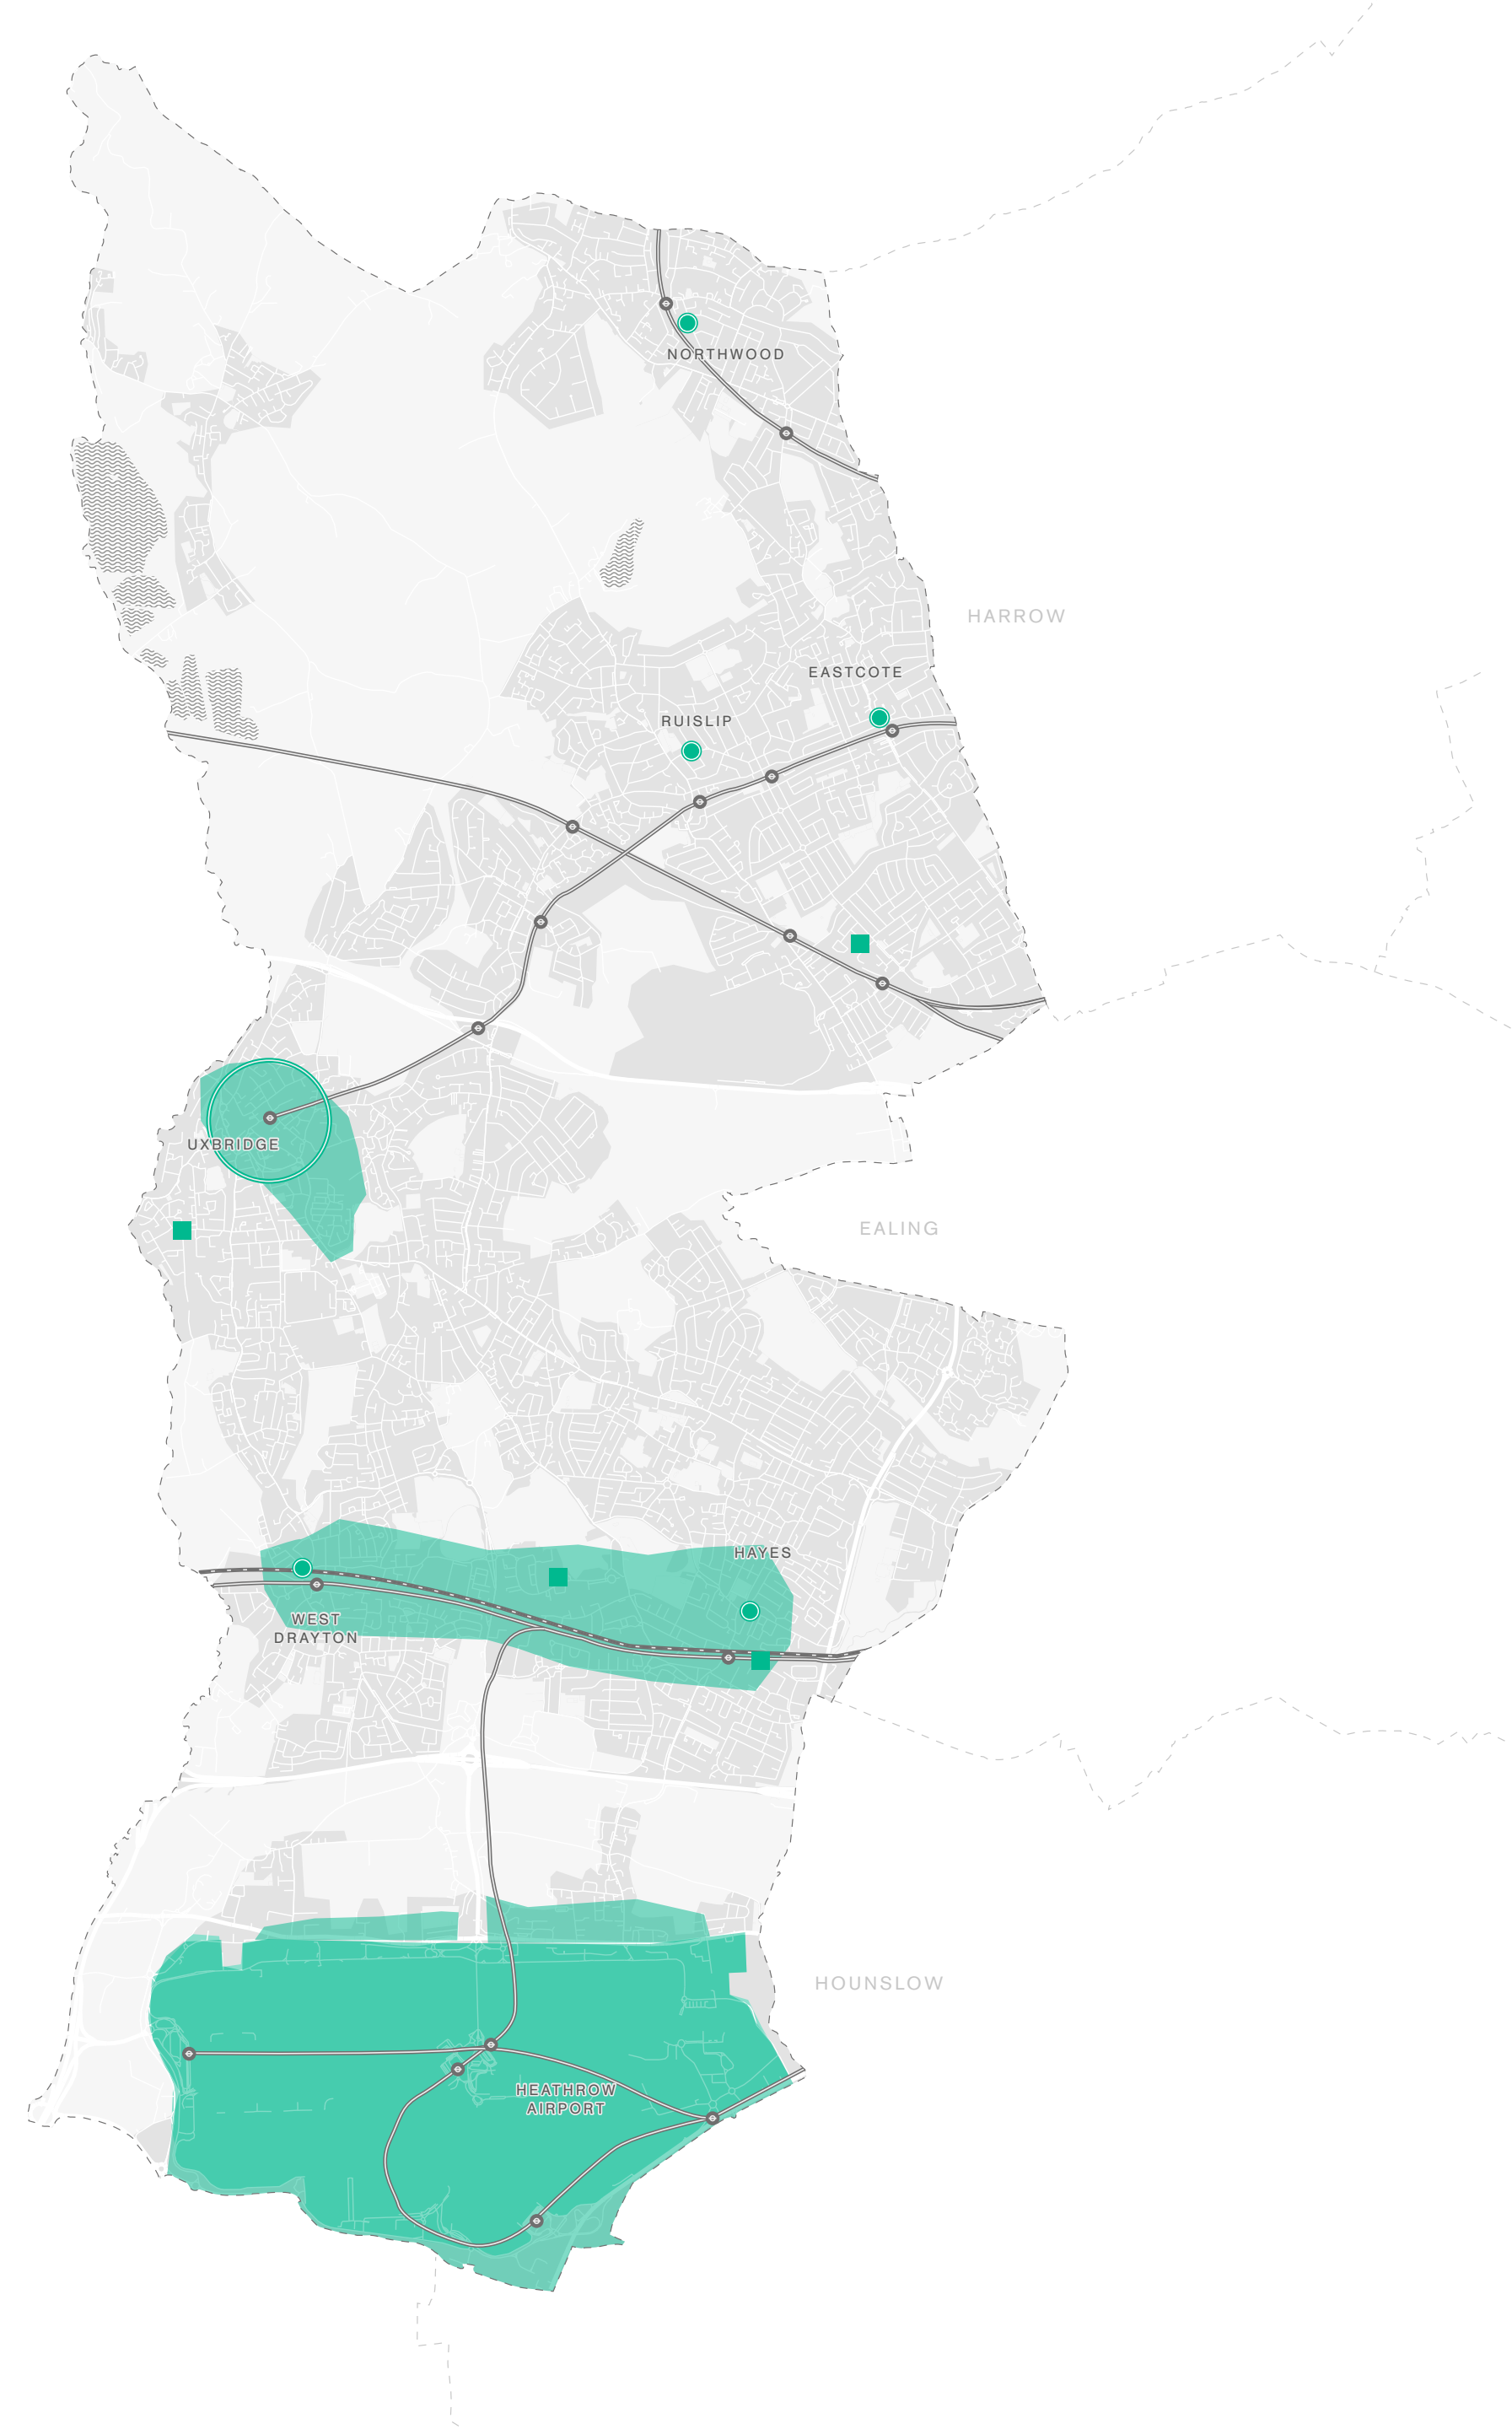 NORTHWOOD
HARROW
EASTCOTE
RUISLIP
UXBRIDGE
EALING
HAYES
WEST
DRAYTON
HOUNSLOW
HEATHROW
AIRPORT